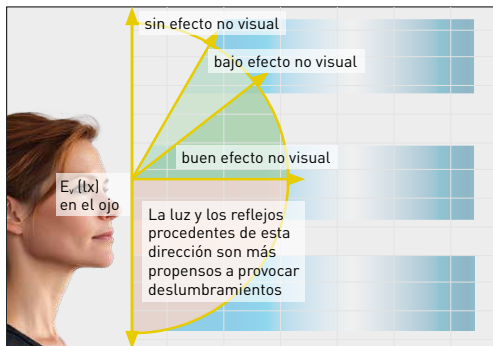 sin efecto no visual
bajo efecto no visual
buen efecto no visual
Eᵥ (lx)
en el ojo
La luz y los reflejos
procedentes de esta
dirección son más
propensos a provocar
deslumbramientos